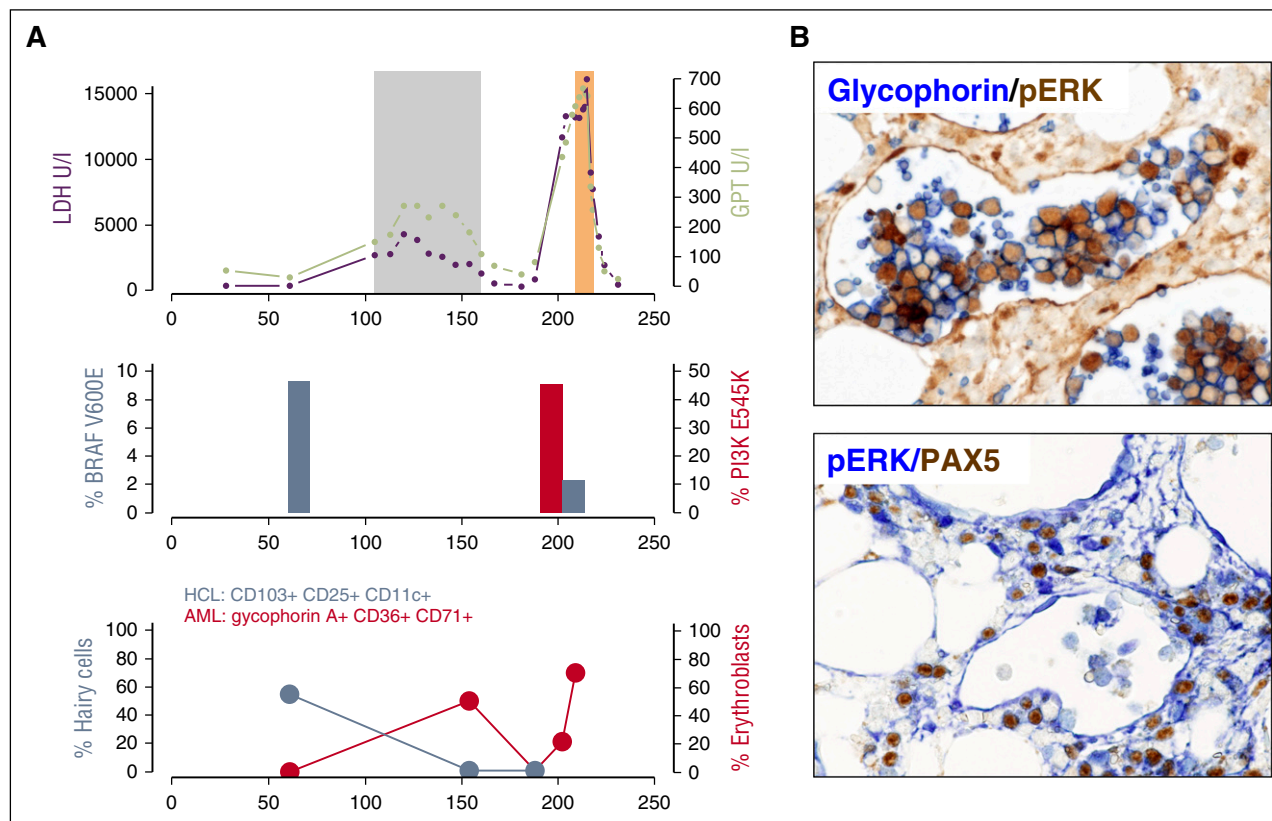 A
LDH U/I
15000
10000
5000
0
700
600
500
400
300
200
100
0
GPT U/I
0 50 100 150 200 250
% BRAF V600E
10
8
6
4
2
0
50
40
30
20
10
0
% PI3K E545K
0 50 100 150 200 250
HCL: CD103+ CD25+ CD11c+
AML: gycophorin A+ CD36+ CD71+
% Hairy cells
100
80
60
40
20
0
100
80
60
40
20
0
% Erythroblasts
0 50 100 150 200 250
B
Glycophorin/pERK
pERK/PAX5